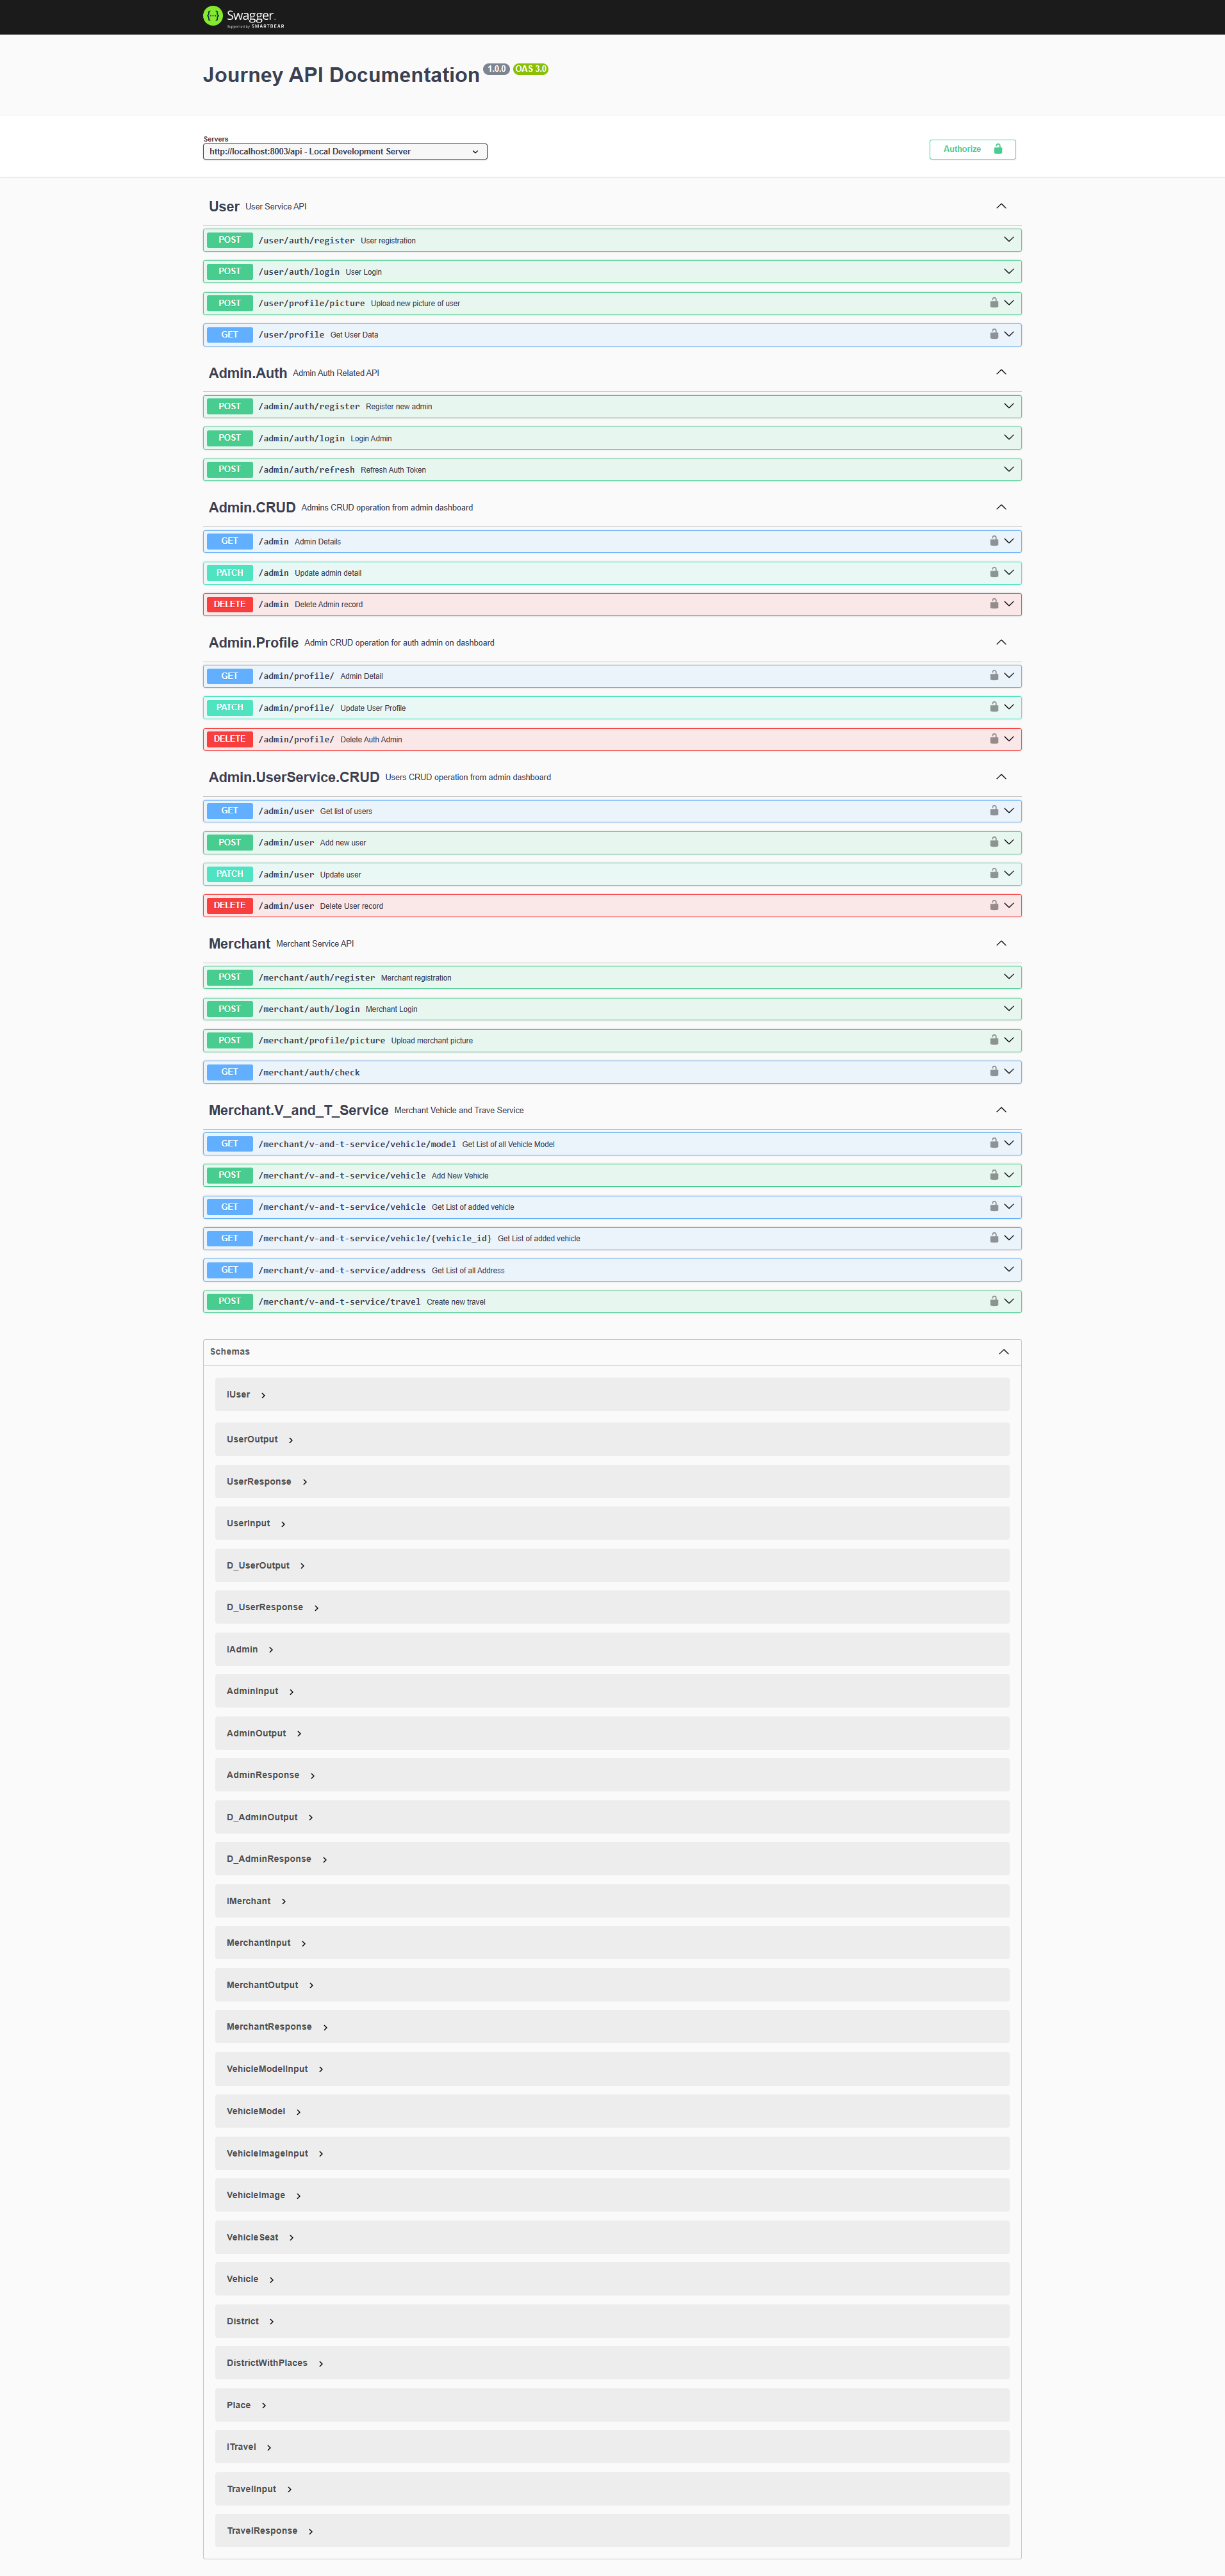 Swagger.
Supported by SMARTBEAR
Journey API Documentation 1.0.0 OAS 3.0
Servers
http://localhost:8003/api - Local Development Server
Authorize
User User Service API
POST /user/auth/register User registration
POST /user/auth/login User Login
POST /user/profile/picture Upload new picture of user
GET /user/profile Get User Data
Admin.Auth Admin Auth Related API
POST /admin/auth/register Register new admin
POST /admin/auth/login Login Admin
POST /admin/auth/refresh Refresh Auth Token
Admin.CRUD Admins CRUD operation from admin dashboard
GET /admin Admin Details
PATCH /admin Update admin detail
DELETE /admin Delete Admin record
Admin.Profile Admin CRUD operation for auth admin on dashboard
GET /admin/profile/ Admin Detail
PATCH /admin/profile/ Update User Profile
DELETE /admin/profile/ Delete Auth Admin
Admin.UserService.CRUD Users CRUD operation from admin dashboard
GET /admin/user Get list of users
POST /admin/user Add new user
PATCH /admin/user Update user
DELETE /admin/user Delete User record
Merchant Merchant Service API
POST /merchant/auth/register Merchant registration
POST /merchant/auth/login Merchant Login
POST /merchant/profile/picture Upload merchant picture
GET /merchant/auth/check
Merchant.V_and_T_Service Merchant Vehicle and Trave Service
GET /merchant/v-and-t-service/vehicle/model Get List of all Vehicle Model
POST /merchant/v-and-t-service/vehicle Add New Vehicle
GET /merchant/v-and-t-service/vehicle Get List of added vehicle
GET /merchant/v-and-t-service/vehicle/{vehicle_id} Get List of added vehicle
GET /merchant/v-and-t-service/address Get List of all Address
POST /merchant/v-and-t-service/travel Create new travel
Schemas
IUser
UserOutput
UserResponse
UserInput
D_UserOutput
D_UserResponse
IAdmin
AdminInput
AdminOutput
AdminResponse
D_AdminOutput
D_AdminResponse
IMerchant
MerchantInput
MerchantOutput
MerchantResponse
VehicleModelInput
VehicleModel
VehicleImageInput
VehicleImage
VehicleSeat
Vehicle
District
DistrictWithPlaces
Place
ITravel
TravelInput
TravelResponse